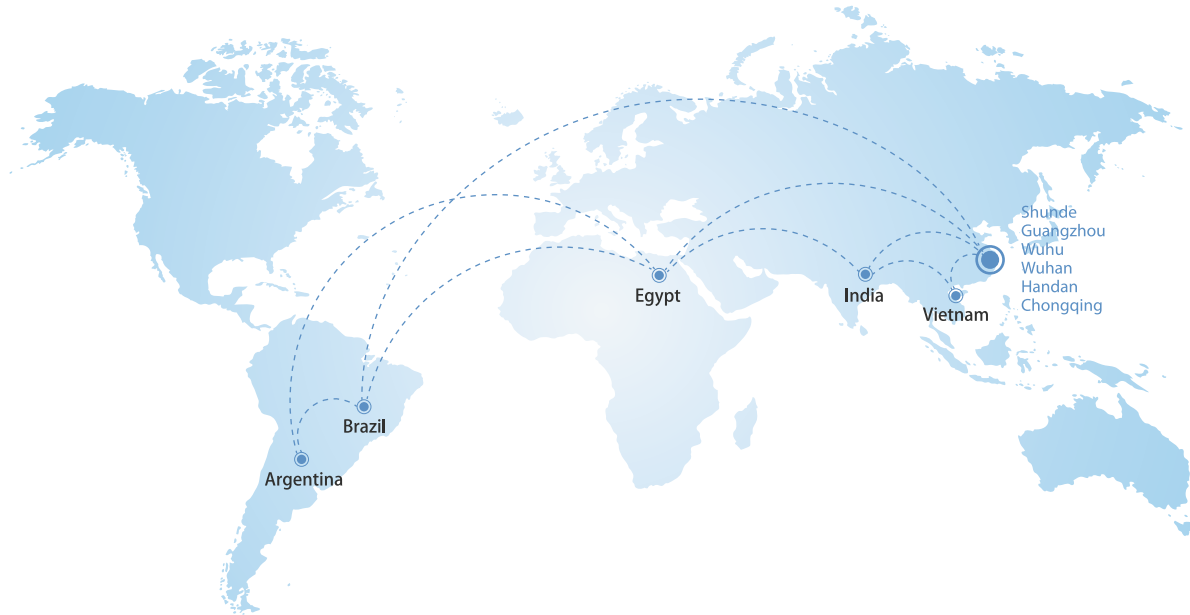 Shunde
Guangzhou
Wuhu
Wuhan
Handan
Chongqing
Egypt
India
Vietnam
Brazil
Argentina